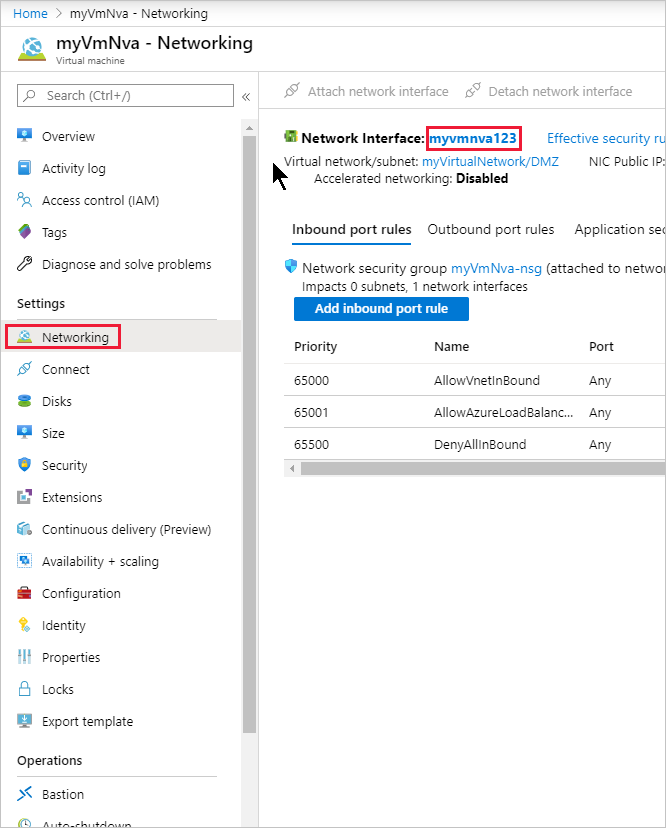 Home > myVmNva - Networking
myVmNva - Networking
Virtual machine
Search (Ctrl+/)
«
Overview
Activity log
Access control (IAM)
Tags
Diagnose and solve problems
Settings
Networking
Connect
Disks
Size
Security
Extensions
Continuous delivery (Preview)
Availability + scaling
Configuration
Identity
Properties
Locks
Export template
Operations
Bastion
Auto-shutdown
Attach network interface Detach network interface
Network Interface: myvmnva123 Effective security ru
Virtual network/subnet: myVirtualNetwork/DMZ NIC Public IP:
Accelerated networking: Disabled
Inbound port rules Outbound port rules Application sec
Network security group myVmNva-nsg (attached to networ
Impacts 0 subnets, 1 network interfaces
Add inbound port rule
Priority Name Port
65000 AllowVnetInBound Any
65001 AllowAzureLoadBalanc... Any
65500 DenyAllInBound Any